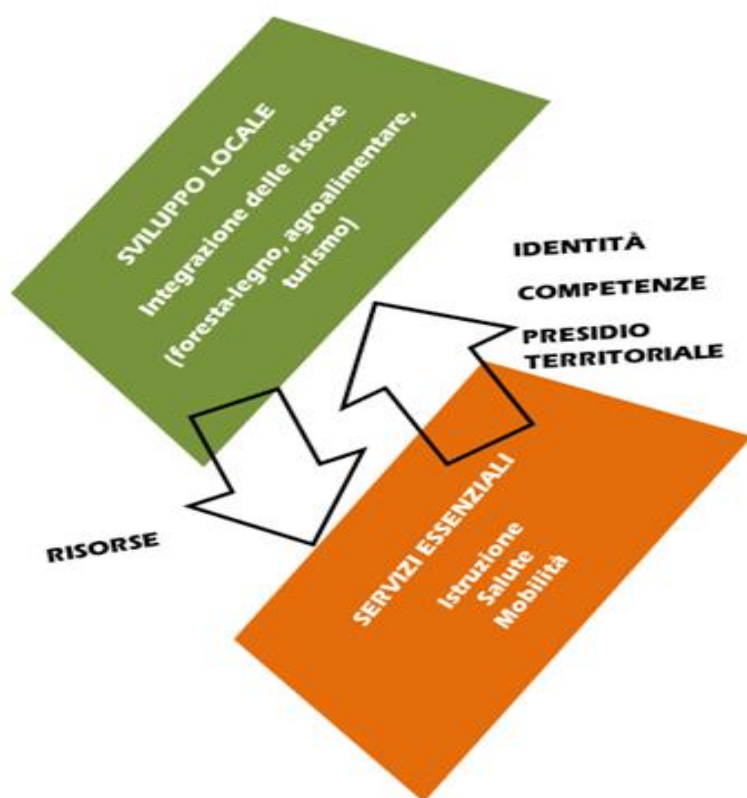 SVILUPPO LOCALE
Integrazione delle risorse
(foresta-legno, agroalimentare,
turismo)
IDENTITÀ
COMPETENZE
PRESIDIO
TERRITORIALE
RISORSE
SERVIZI ESSENZIALI
Istruzione
Salute
Mobilità